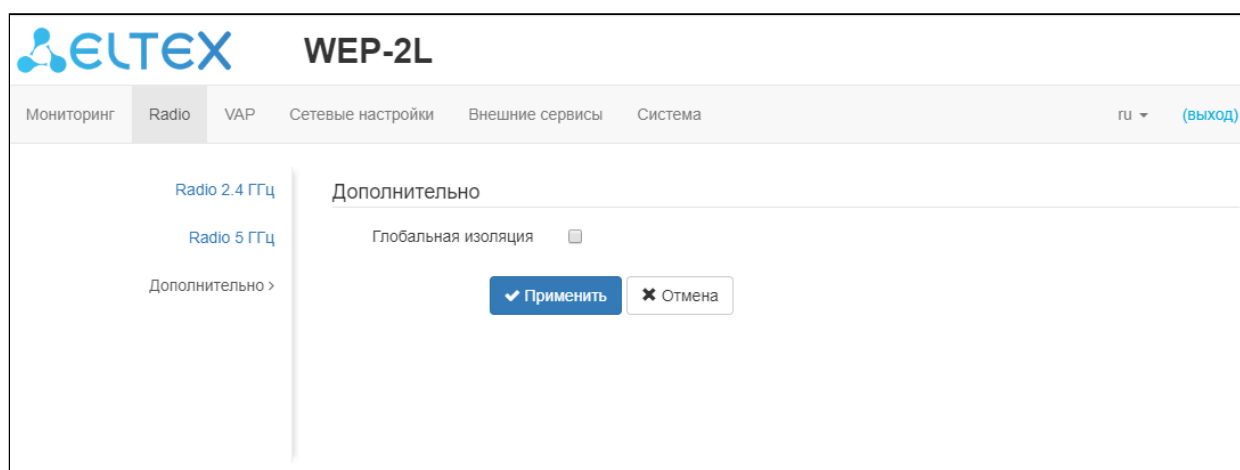 ELTEX WEP-2L
Мониторинг Radio VAP Сетевые настройки Внешние сервисы Система ru (выход)
Radio 2.4 ГГц
Radio 5 ГГц
Дополнительно >
Дополнительно
Глобальная изоляция
Применить Отмена